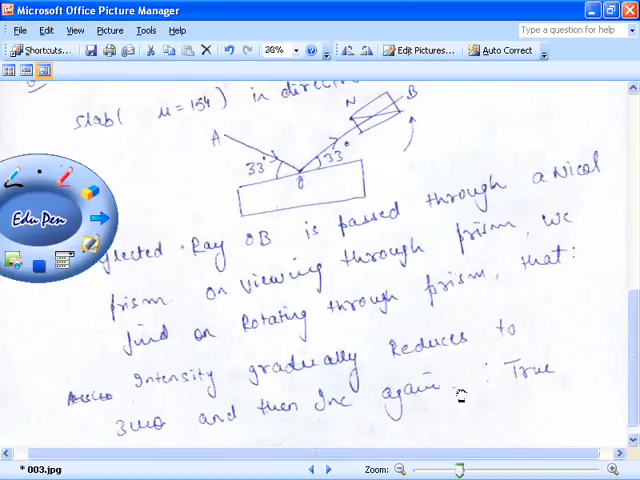 Microsoft Office Picture Manager
File Edit View Picture Tools Help
Type a question for help
Shortcuts... 28% Edit Pictures... Auto Correct
slab( μ = 1.54 ) in direction
N B
A
33° 33°
O
Edu Pen
glected . Ray OB is passed through a Nicol
prism. on viewing through prism, we
find on Rotating through prism, that:
Intensity gradually Reduces to
zero and then Inc again . : True
* 003.jpg Zoom: